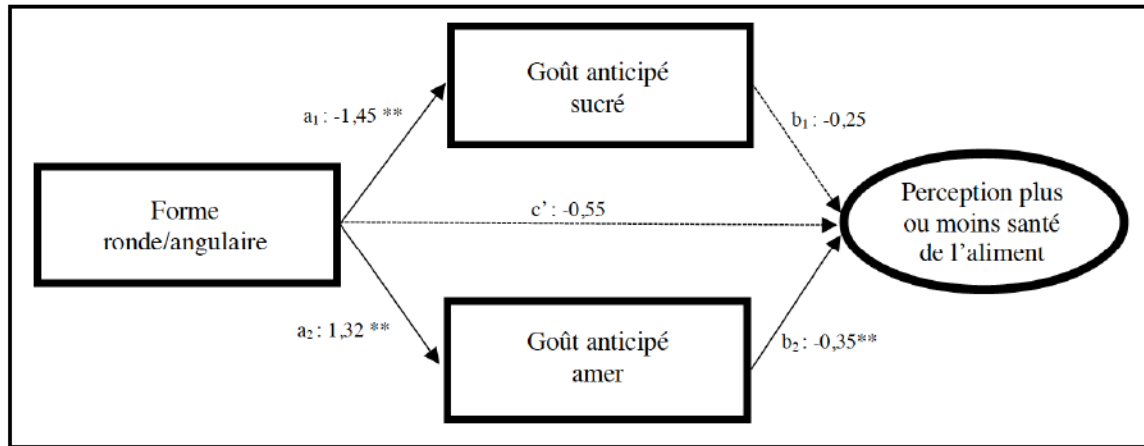 Goût anticipé
sucré
a₁ : -1,45 **
b₁ : -0,25
Forme
ronde/angulaire
c’ : -0,55
Perception plus
ou moins santé
de l’aliment
a₂ : 1,32 **
Goût anticipé
amer
b₂ : -0,35**